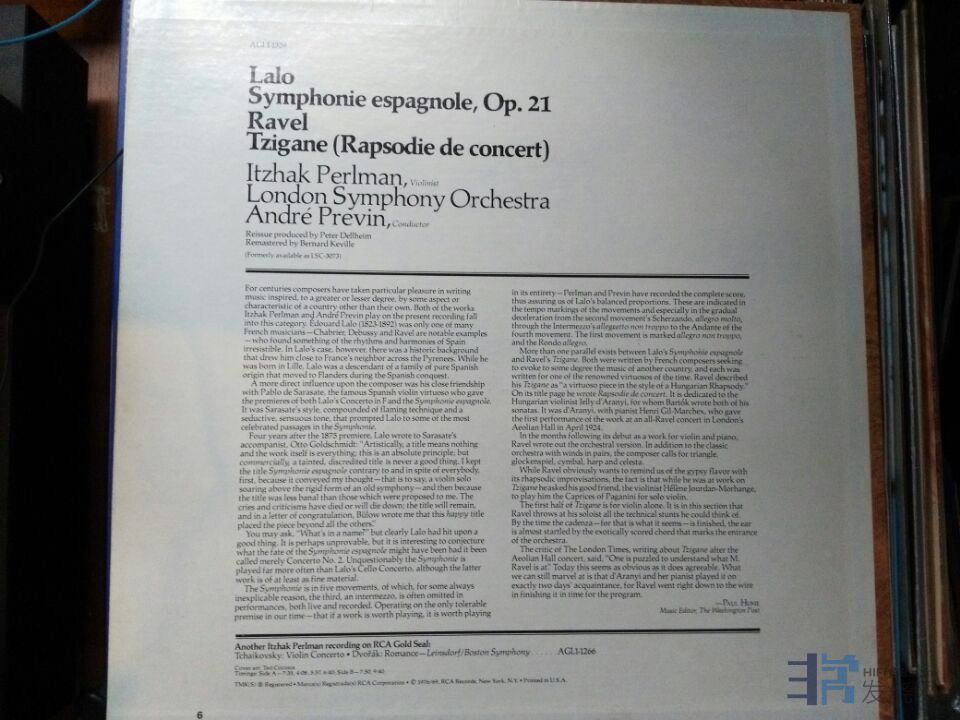 AGL1-1329
Lalo
Symphonie espagnole, Op. 21
Ravel
Tzigane (Rapsodie de concert)
Itzhak Perlman, Violinist
London Symphony Orchestra
André Previn, Conductor
Reissue produced by Peter Dellheim
Remastered by Bernard Keville
(Formerly available as LSC-3073)
For centuries composers have taken particular pleasure in writing
music inspired, to a greater or lesser degree, by some aspect or
characteristic of a country other than their own. Both of the works
Itzhak Perlman and André Previn play on the present recording fall
into this category. Édouard Lalo (1823-1892) was only one of many
French musicians—Chabrier, Debussy and Ravel are notable examples
—who found something of the rhythms and harmonies of Spain
irresistible. In Lalo's case, however, there was a historic background
that drew him close to France's neighbor across the Pyrenees. While he
was born in Lille, Lalo was a descendant of a family of pure Spanish
origin that moved to Flanders during the Spanish conquest.
A more direct influence upon the composer was his close friendship
with Pablo de Sarasate, the famous Spanish violin virtuoso who gave
the premieres of both Lalo's Concerto in F and the Symphonie espagnole.
It was Sarasate's style, compounded of flaming technique and a
seductive, sensuous tone, that prompted Lalo to some of the most
celebrated passages in the Symphonie.
Four years after the 1875 premiere, Lalo wrote to Sarasate's
accompanist, Otto Goldschmidt: "Artistically, a title means nothing
and the work itself is everything; this is an absolute principle; but
commercially, a tainted, discredited title is never a good thing. I kept
the title Symphonie espagnole contrary to and in spite of everybody,
first, because it conveyed my thought—that is to say, a violin solo
soaring above the rigid form of an old symphony—and then because
the title was less banal than those which were proposed to me. The
cries and criticisms have died or will die down; the title will remain,
and in a letter of congratulation, Bülow wrote me that this happy title
placed the piece beyond all the others."
You may ask, "What's in a name?" but clearly Lalo had hit upon a
good thing. It is perhaps unprovable, but it is interesting to conjecture
what the fate of the Symphonie espagnole might have been had it been
called merely Concerto No. 2. Unquestionably the Symphonie is
played far more often than Lalo's Cello Concerto, although the latter
work is of at least as fine material.
The Symphonie is in five movements, of which, for some always
inexplicable reason, the third, an intermezzo, is often omitted in
performances, both live and recorded. Operating on the only tolerable
premise in our time—that if a work is worth playing, it is worth playing
in its entirety—Perlman and Previn have recorded the complete score,
thus assuring us of Lalo's balanced proportions. These are indicated in
the tempo markings of the movements and especially in the gradual
deceleration from the second movement's Scherzando, allegro molto,
through the Intermezzo's allegretto non troppo to the Andante of the
fourth movement. The first movement is marked allegro non troppo,
and the Rondo allegro.
More than one parallel exists between Lalo's Symphonie espagnole
and Ravel's Tzigane. Both were written by French composers seeking
to evoke to some degree the music of another country, and each was
written for one of the renowned virtuosos of the time. Ravel described
his Tzigane as "a virtuoso piece in the style of a Hungarian Rhapsody."
On its title page he wrote Rapsodie de concert. It is dedicated to the
Hungarian violinist Jelly d'Aranyi, for whom Bartók wrote both of his
sonatas. It was d'Aranyi, with pianist Henri Gil-Marchex, who gave
the first performance of the work at an all-Ravel concert in London's
Aeolian Hall in April 1924.
In the months following its debut as a work for violin and piano,
Ravel wrote out the orchestral version. In addition to the classic
orchestra with winds in pairs, the composer calls for triangle,
glockenspiel, cymbal, harp and celesta.
While Ravel obviously wants to remind us of the gypsy flavor with
its rhapsodic improvisations, the fact is that while he was at work on
Tzigane he asked his good friend, the violinist Hélène Jourdan-Morhange,
to play him the Caprices of Paganini for solo violin.
The first half of Tzigane is for violin alone. It is in this section that
Ravel throws at his soloist all the technical stunts he could think of.
By the time the cadenza—for that is what it seems—is finished, the ear
is almost startled by the exotically scored chord that marks the entrance
of the orchestra.
The critic of The London Times, writing about Tzigane after the
Aeolian Hall concert, said, "One is puzzled to understand what M.
Ravel is at." Today this seems as obvious as it does agreeable. What
we can still marvel at is that d'Aranyi and her pianist played it on
exactly two days' acquaintance, for Ravel went right down to the wire
in finishing it in time for the program.
—PAUL HUME
Music Editor, The Washington Post
Another Itzhak Perlman recording on RCA Gold Seal:
Tchaikovsky: Violin Concerto • Dvořák: Romance—Leinsdorf/Boston Symphony . . . . . . AGL1-1266
Cover art: Ted
Timings: Side A—7:39, 4:08, 5:57, 6:40; Side B—7:50, 9:40
TMK(S) ® Registered • Marca(s) Registrada(s) RCA Corporation • © 1976/69, RCA Records, New York, N.Y. • Printed in U.S.A.
6
发